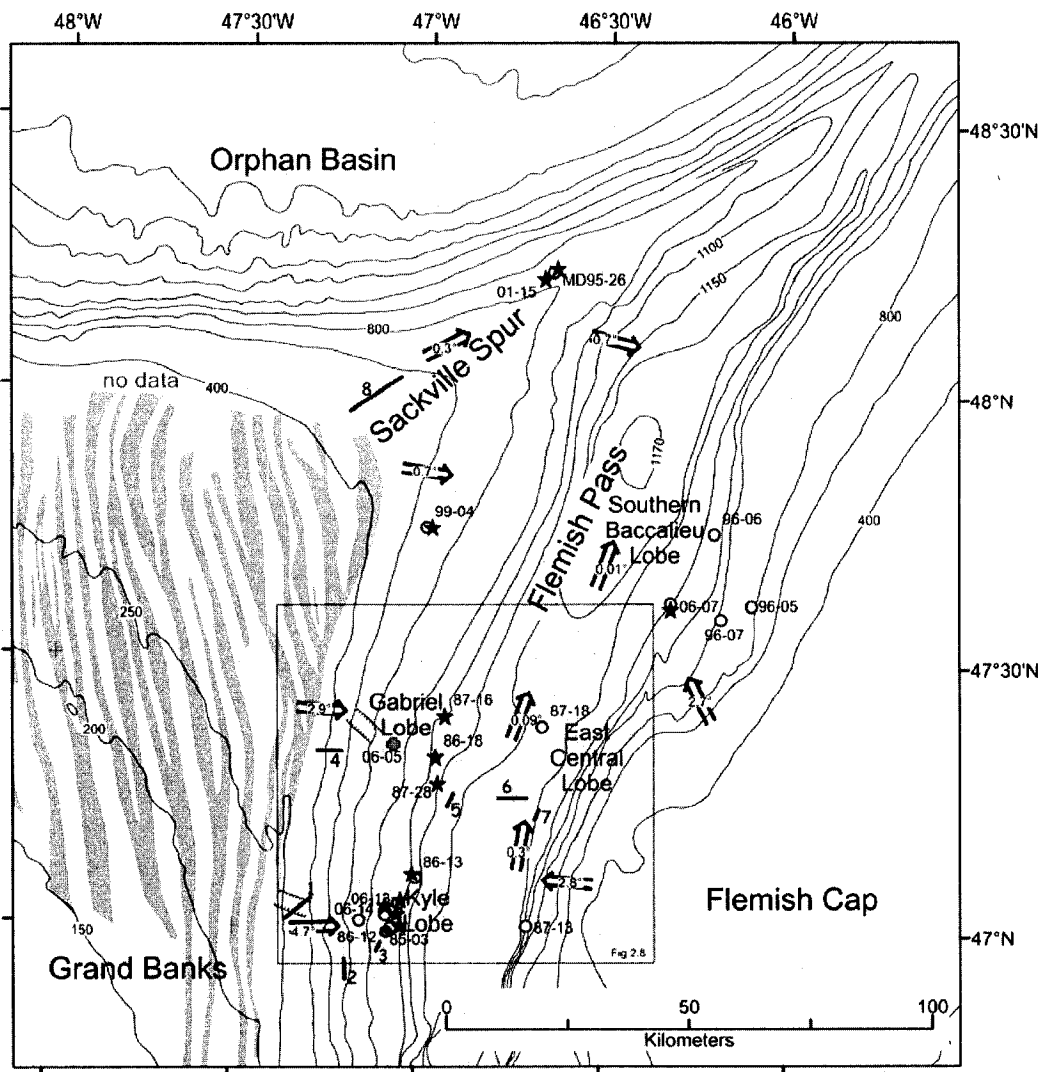 48°W 47°30'W 47°W 46°30'W 46°W
48°30'N
Orphan Basin
1100
1150
01-15
MD95-26
800
800
0.3°
Sackville Spur
no data
400
8
48°N
1170
0.7°
Flemish Pass
99-04
Southern
Baccalieu
Lobe
96-06
400
0.01°
250
06-07
96-05
96-07
47°30'N
200
Gabriel
Lobe
87-16
2.9°
0.09°
87-18
East
Central
Lobe
86-18
06-05
4
87-28
5
6
7
0.3°
86-13
2.8°
1
Kyle
Lobe
06-14
4.7°
86-12
85-03
87-13
Flemish Cap
150
3
2
Fig 2.8
47°N
Grand Banks
0 50 100
Kilometers